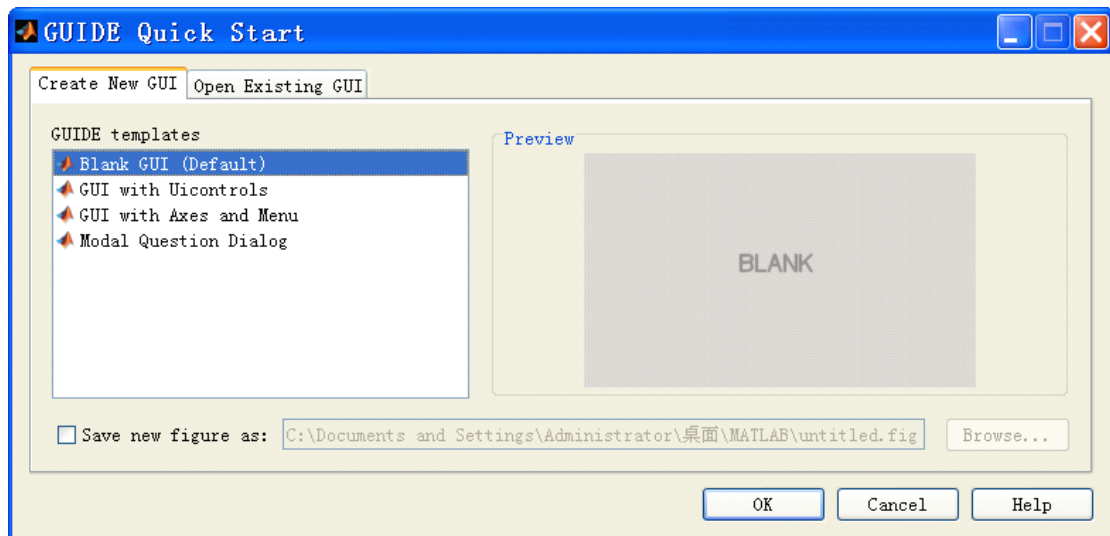 GUIDE Quick Start
Create New GUI Open Existing GUI
GUIDE templates
Blank GUI (Default)
GUI with Uicontrols
GUI with Axes and Menu
Modal Question Dialog
Preview
BLANK
Save new figure as: C:\Documents and Settings\Administrator\桌面\MATLAB\untitled.fig Browse...
OK Cancel Help